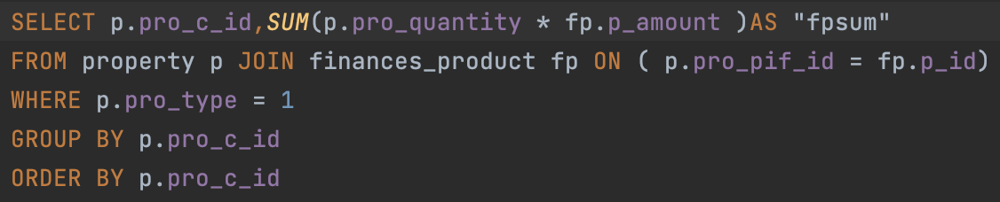 SELECT p.pro_c_id,SUM(p.pro_quantity * fp.p_amount )AS "fpsum"
FROM property p JOIN finances_product fp ON ( p.pro_pif_id = fp.p_id)
WHERE p.pro_type = 1
GROUP BY p.pro_c_id
ORDER BY p.pro_c_id